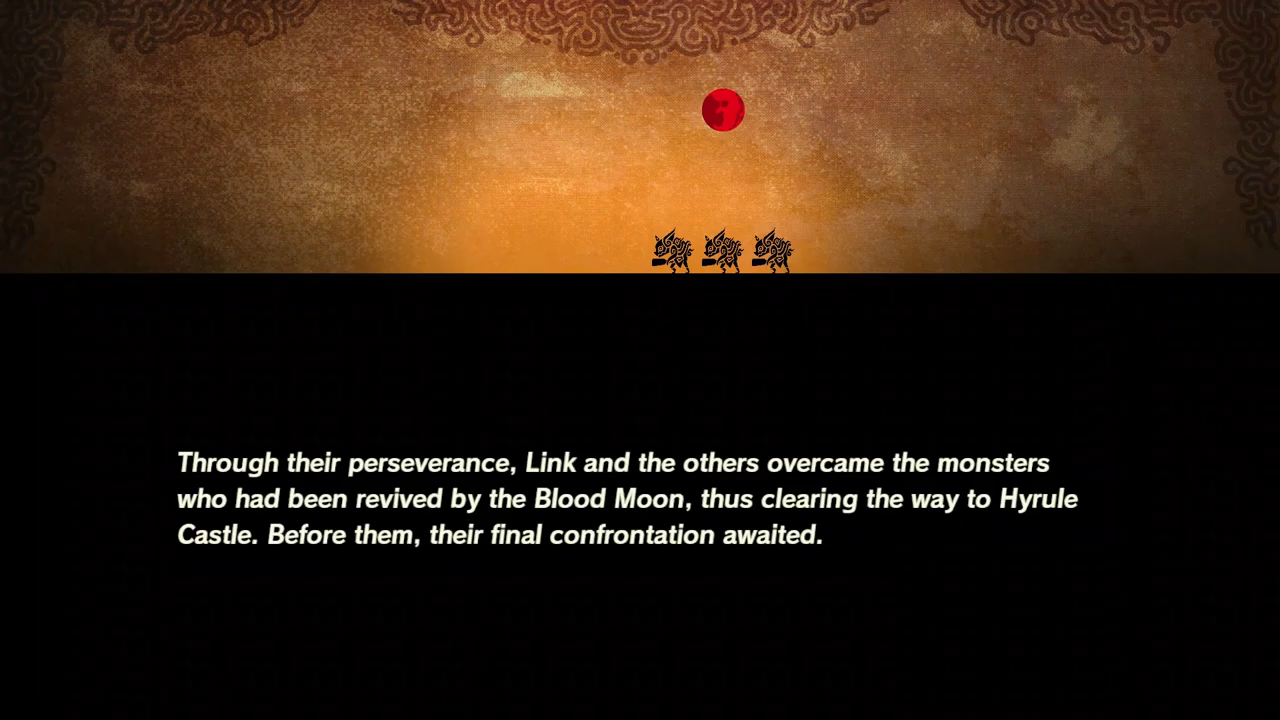 Through their perseverance, Link and the others overcame the monsters
who had been revived by the Blood Moon, thus clearing the way to Hyrule
Castle. Before them, their final confrontation awaited.